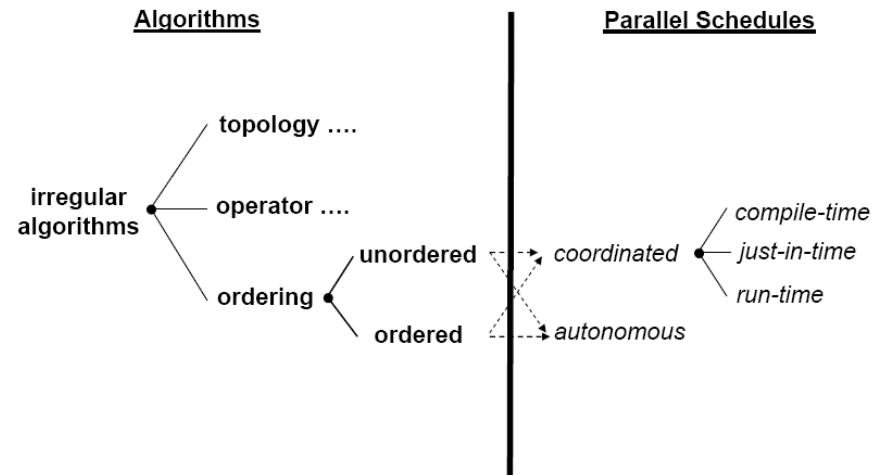 Algorithms
Parallel Schedules
topology ....
irregular
algorithms
operator ....
ordering
unordered
ordered
coordinated
autonomous
compile-time
just-in-time
run-time